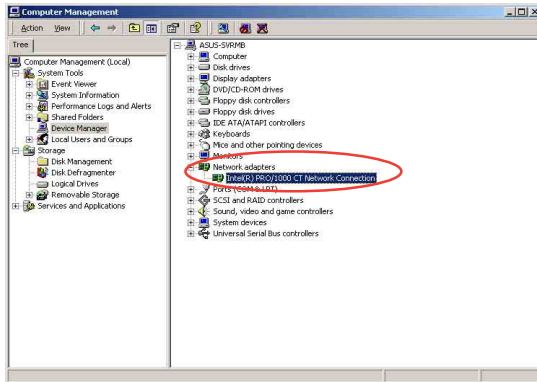 Computer Management
Action View
Tree
Computer Management (Local)
System Tools
Event Viewer
System Information
Performance Logs and Alerts
Shared Folders
Device Manager
Local Users and Groups
Storage
Disk Management
Disk Defragmenter
Logical Drives
Removable Storage
Services and Applications
ASUS-SVRMB
Computer
Disk drives
Display adapters
DVD/CD-ROM drives
Floppy disk controllers
Floppy disk drives
IDE ATA/ATAPI controllers
Keyboards
Mice and other pointing devices
Monitors
Network adapters
Intel(R) PRO/1000 CT Network Connection
Ports (COM & LPT)
SCSI and RAID controllers
Sound, video and game controllers
System devices
Universal Serial Bus controllers